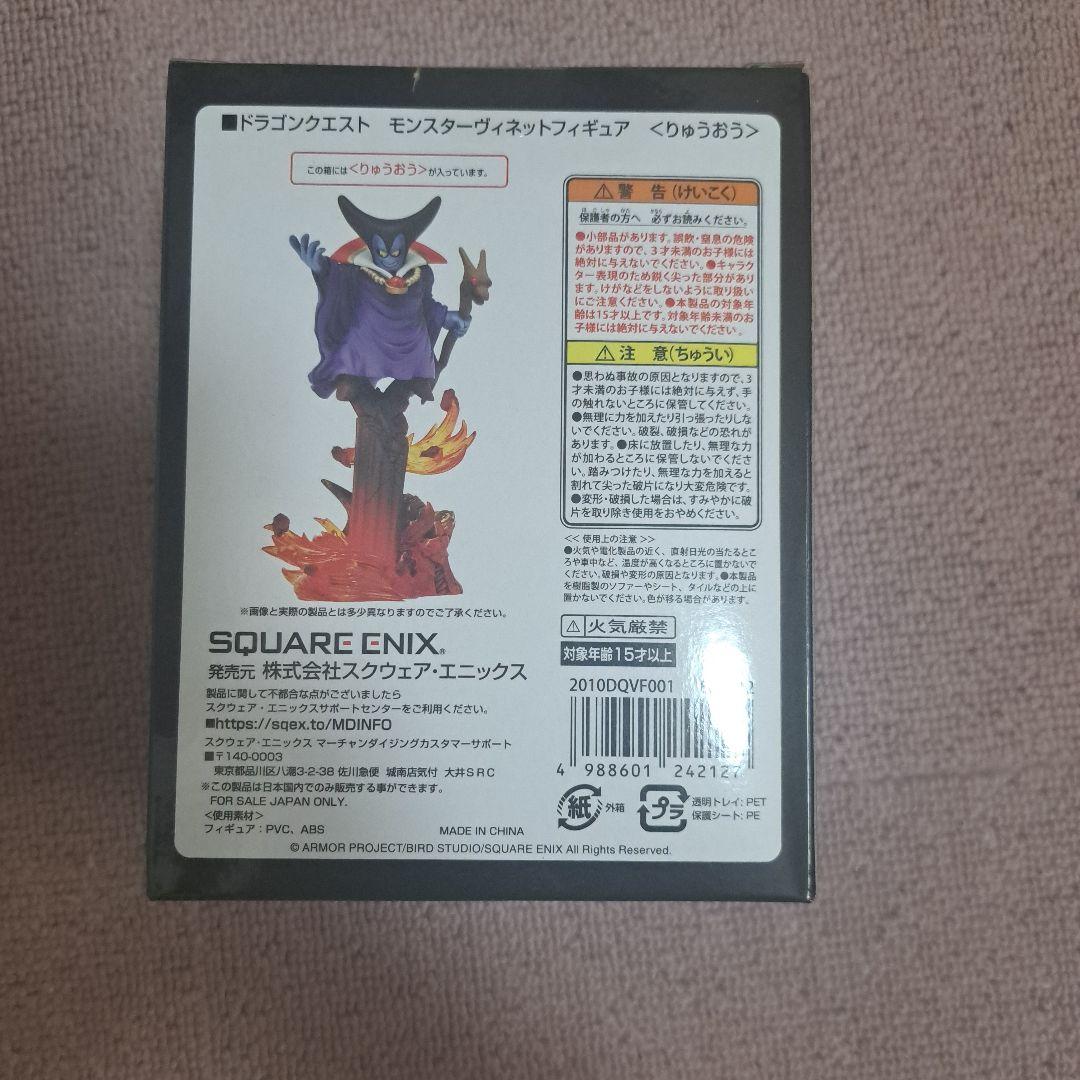 ■ドラゴンクエスト モンスターヴィネットフィギュア <りゅうおう>
この箱には<りゅうおう>が入っています。
※画像と実際の製品とは多少異なりますのでご了承ください。
SQUARE ENIX®
発売元 株式会社スクウェア・エニックス
製品に関して不都合な点がございましたら
スクウェア・エニックスサポートセンターをご利用ください。
■https://sqex.to/MDINFO
スクウェア・エニックス マーチャンダイジングカスタマーサポート
■〒140-0003
東京都品川区八潮3-2-38 佐川急便 城南店気付 大井SRC
※この製品は日本国内でのみ販売する事ができます。
FOR SALE JAPAN ONLY.
<使用素材>
フィギュア:PVC、ABS
MADE IN CHINA
⚠警 告(けいこく)
保護者の方へ 必ずお読みください。
●小部品があります。誤飲・窒息の危険
がありますので、3才未満のお子様には
絶対に与えないでください。●キャラク
ター表現のため鋭く尖った部分があり
ます。けがなどをしないように取り扱い
にご注意ください。●本製品の対象年
齢は15才以上です。対象年齢未満のお
子様には絶対に与えないでください。
⚠注 意(ちゅうい)
●思わぬ事故の原因となりますので、3
才未満のお子様には絶対に与えず、手
の触れないところに保管してください。
●無理に力を加えたり引っ張ったりしな
いでください。破裂、破損などの恐れが
あります。●床に放置したり、無理な力
が加わるところに保管しないでくださ
い。踏みつけたり、無理な力を加えると
割れて尖った破片になり大変危険です。
●変形・破損した場合は、すみやかに破
片を取り除き使用をおやめください。
<< 使用上の注意 >>
●火気や電化製品の近く、直射日光の当たるとこ
ろや車中など、温度が高くなるところに置かないで
ください。破損や変形の原因となります。●本製品
を樹脂製のソファーやシート、タイルなどの上に
置かないでください。色が移る場合があります。
⚠火気厳禁
対象年齢15才以上
2010DQVF001
4 988601 242127
紙 外箱
プラ 透明トレイ:PET
保護シート:PE
© ARMOR PROJECT/BIRD STUDIO/SQUARE ENIX All Rights Reserved.